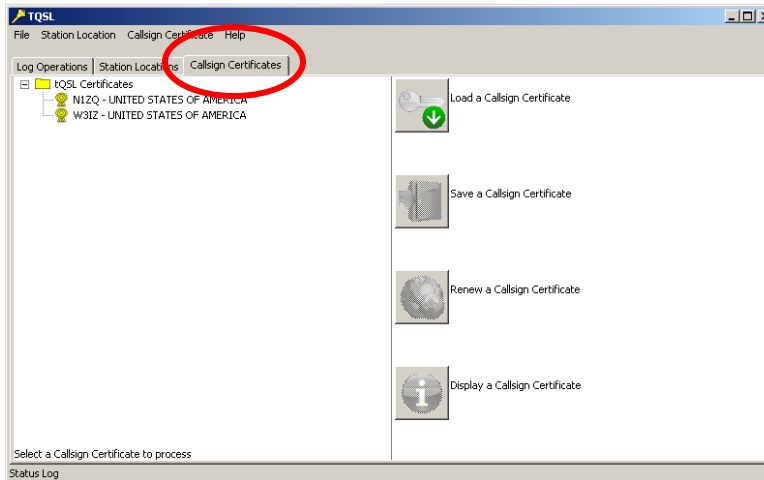 TQSL
File Station Location Callsign Certificate Help
Log Operations Station Locations Callsign Certificates
tQSL Certificates
N1ZQ - UNITED STATES OF AMERICA
W3IZ - UNITED STATES OF AMERICA
Load a Callsign Certificate
Save a Callsign Certificate
Renew a Callsign Certificate
Display a Callsign Certificate
Select a Callsign Certificate to process
Status Log